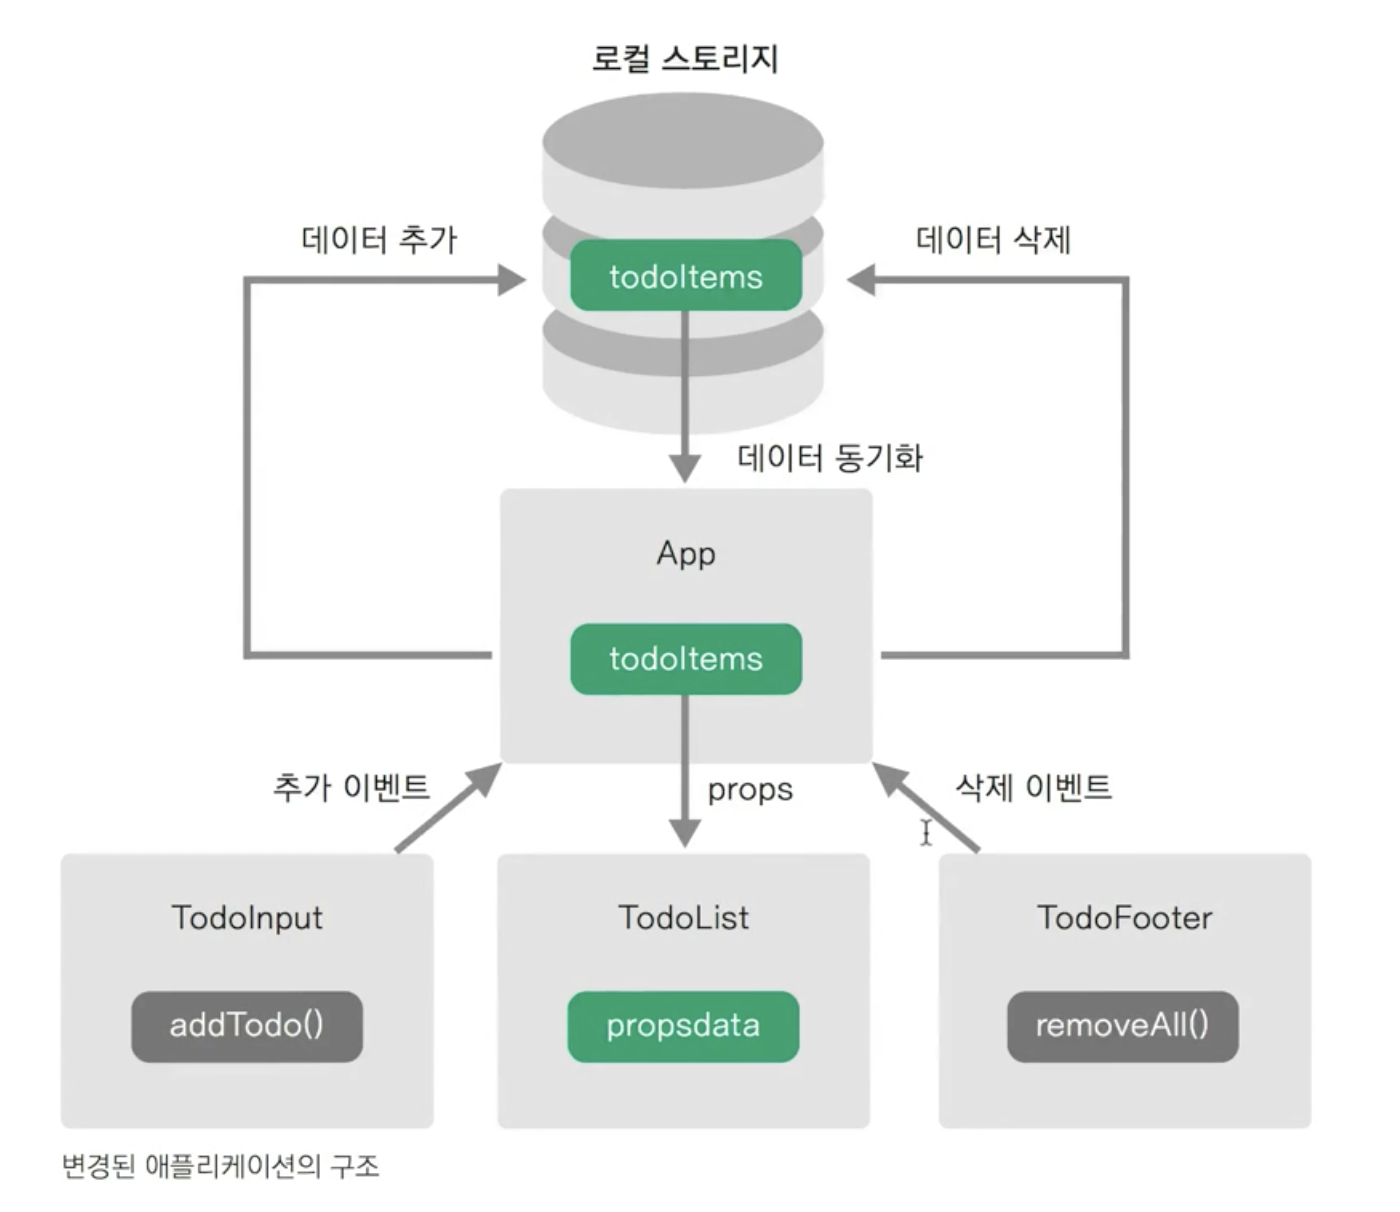 로컬 스토리지
데이터 추가
데이터 삭제
todoItems
데이터 동기화
App
todoItems
추가 이벤트
props
삭제 이벤트
TodoInput
TodoList
TodoFooter
addTodo()
propsdata
removeAll()
변경된 애플리케이션의 구조